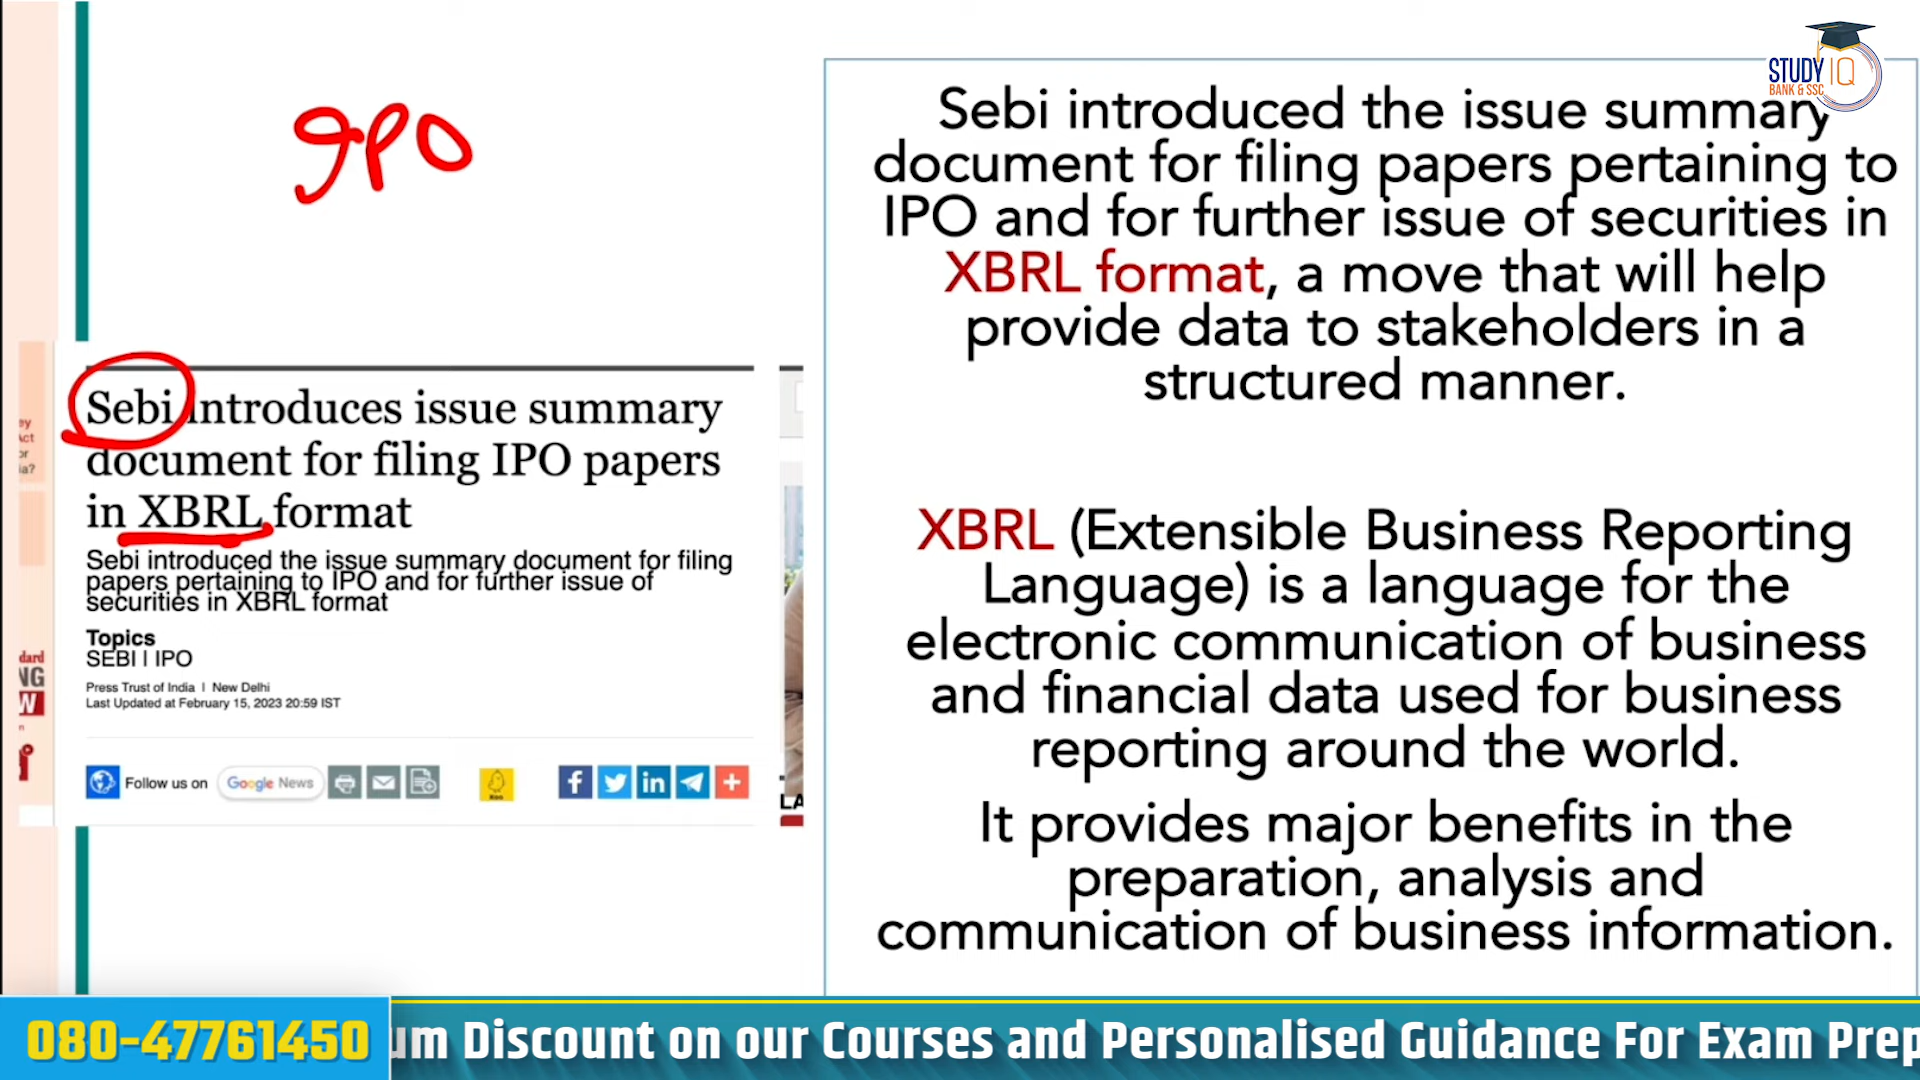 IPO
Sebi introduces issue summary
document for filing IPO papers
in XBRL format
Sebi introduced the issue summary document for filing
papers pertaining to IPO and for further issue of
securities in XBRL format
Topics
SEBI | IPO
Press Trust of India | New Delhi
Last Updated at February 15, 2023 20:59 IST
Follow us on
Google News
STUDY IQ
BANK & SSC
Sebi introduced the issue summary
document for filing papers pertaining to
IPO and for further issue of securities in
XBRL format, a move that will help
provide data to stakeholders in a
structured manner.
XBRL (Extensible Business Reporting
Language) is a language for the
electronic communication of business
and financial data used for business
reporting around the world.
It provides major benefits in the
preparation, analysis and
communication of business information.
080-47761450
um Discount on our Courses and Personalised Guidance For Exam Prep